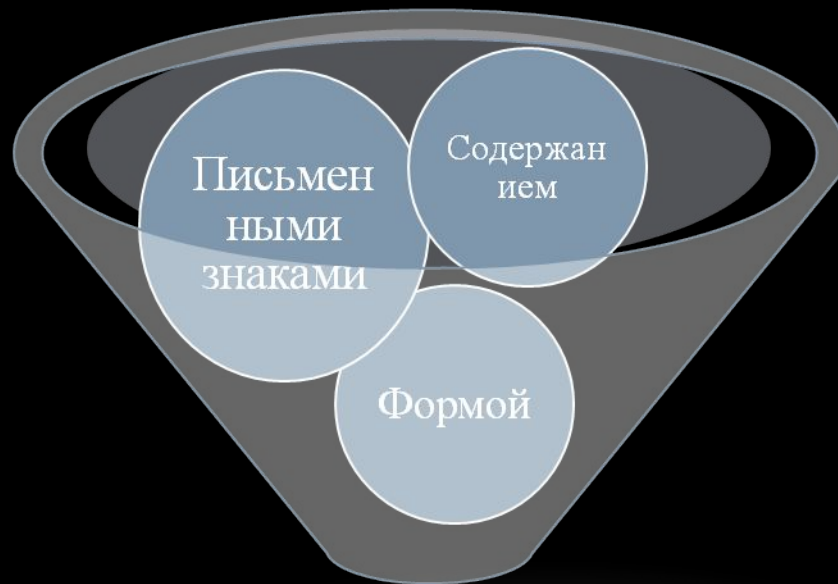 Письмен
ными
знаками
Содержан
ием
Формой